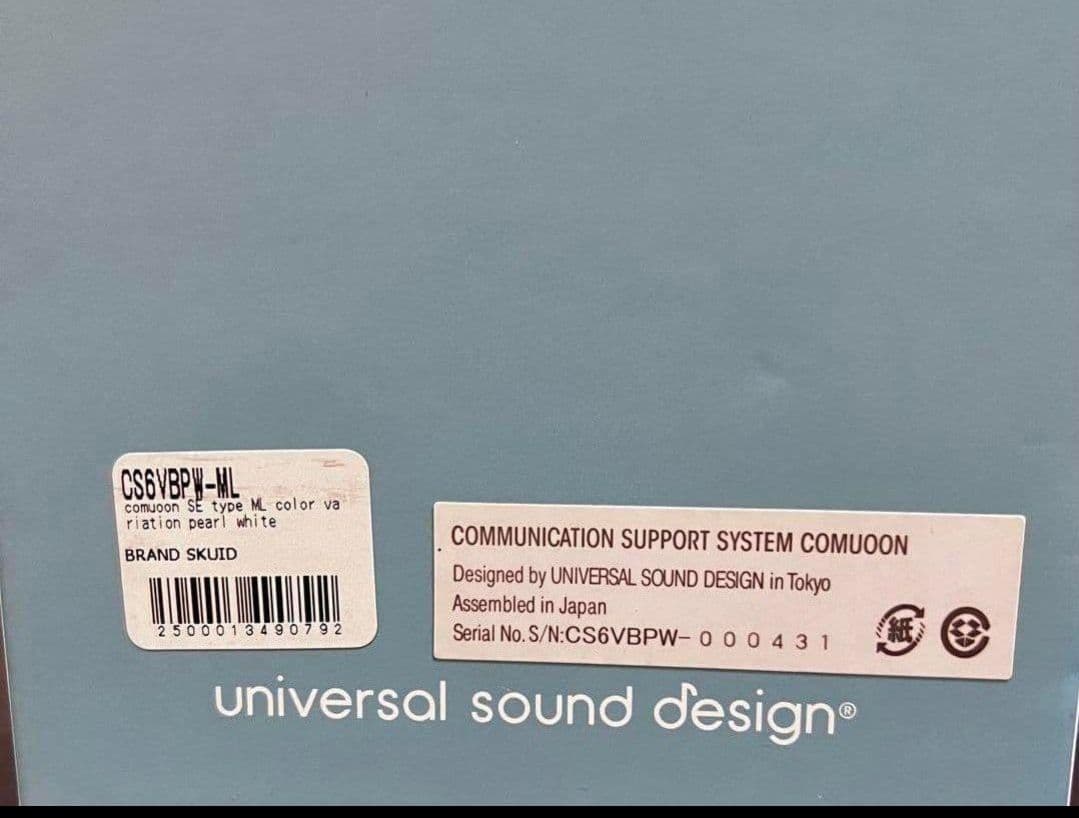 CS6VBPW-ML
comuoon SE type ML color va
riation pearl white
BRAND SKUID
2500013490792
COMMUNICATION SUPPORT SYSTEM COMUOON
Designed by UNIVERSAL SOUND DESIGN in Tokyo
Assembled in Japan
Serial No. S/N:CS6VBPW-000431
紙
universal sound design®